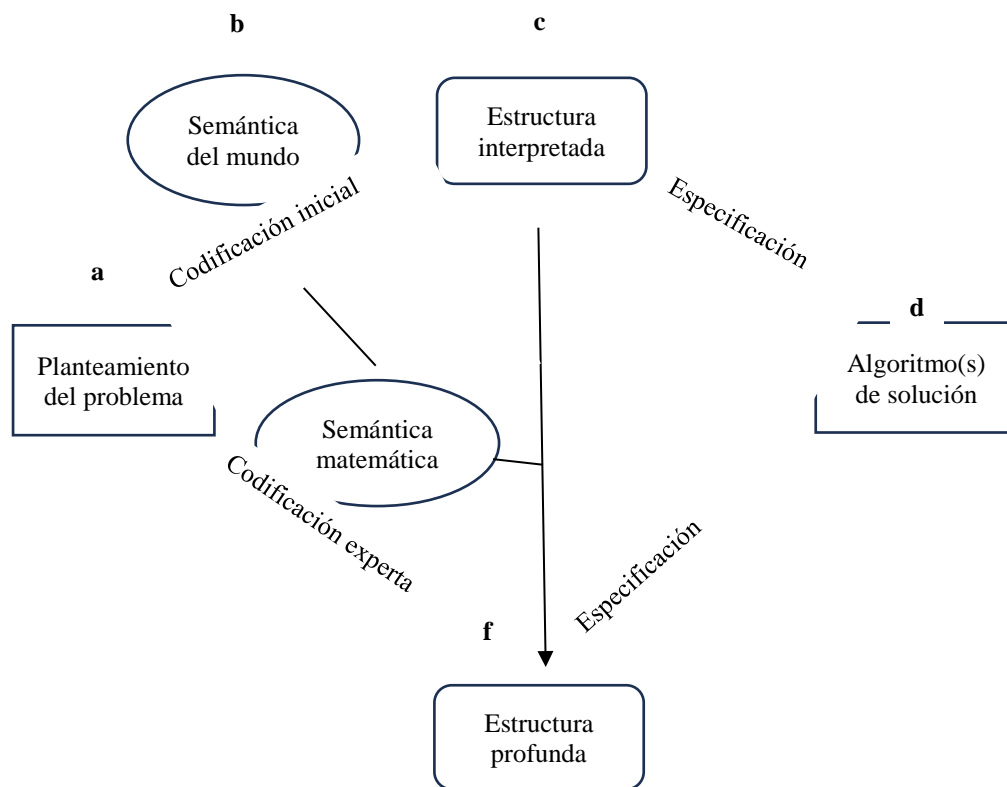 b
c
Semántica
del mundo
Estructura
interpretada
Codificación inicial
Especificación
a
d
Planteamiento
del problema
Algoritmo(s)
de solución
Semántica
matemática
Codificación experta
Especificación
f
Estructura
profunda